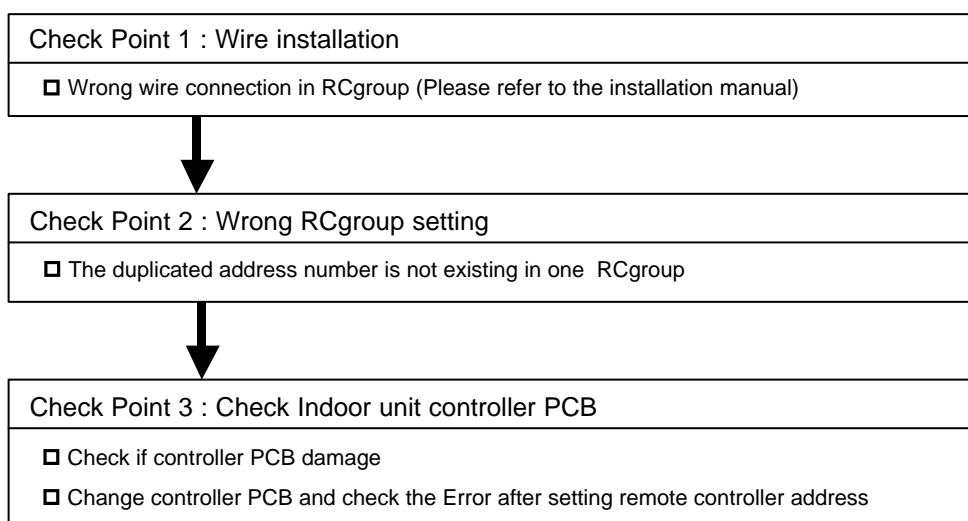 Check Point 1 : Wire installation
Wrong wire connection in RCgroup (Please refer to the installation manual)
Check Point 2 : Wrong RCgroup setting
The duplicated address number is not existing in one RCgroup
Check Point 3 : Check Indoor unit controller PCB
Check if controller PCB damage
Change controller PCB and check the Error after setting remote controller address